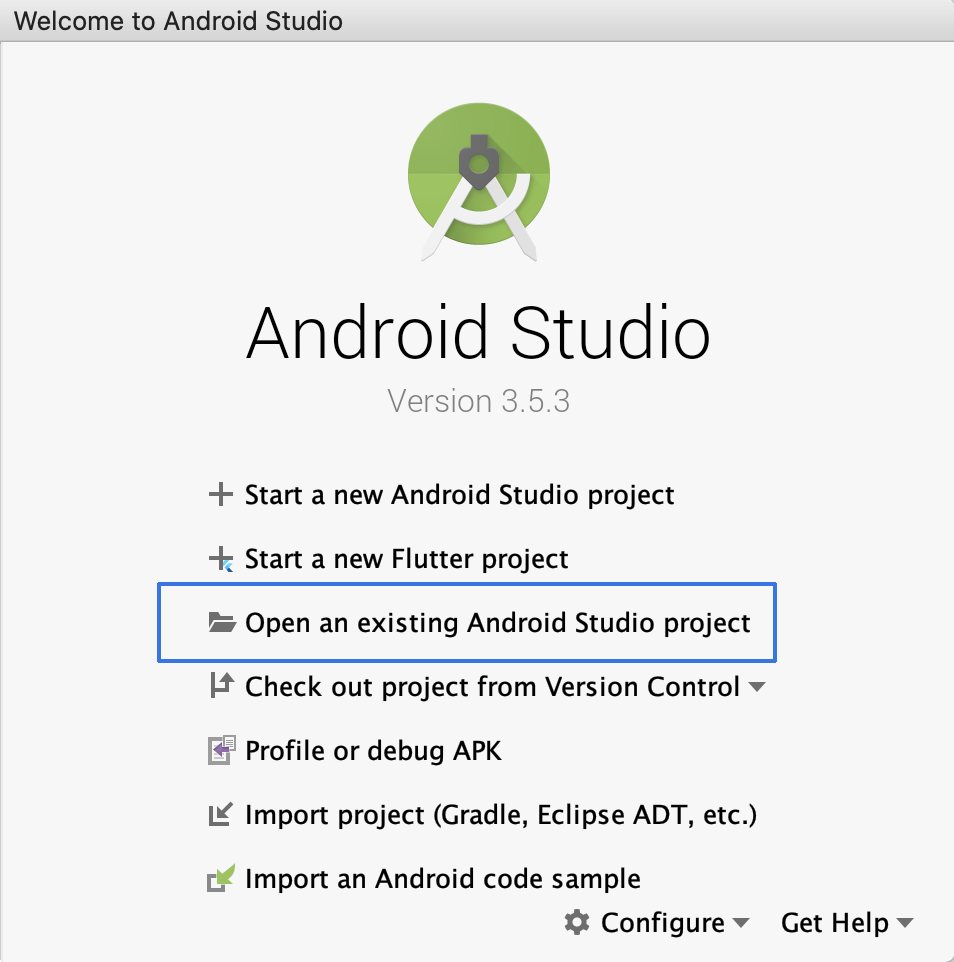 Welcome to Android Studio
Android Studio
Version 3.5.3
Start a new Android Studio project
Start a new Flutter project
Open an existing Android Studio project
Check out project from Version Control
Profile or debug APK
Import project (Gradle, Eclipse ADT, etc.)
Import an Android code sample
Configure Get Help